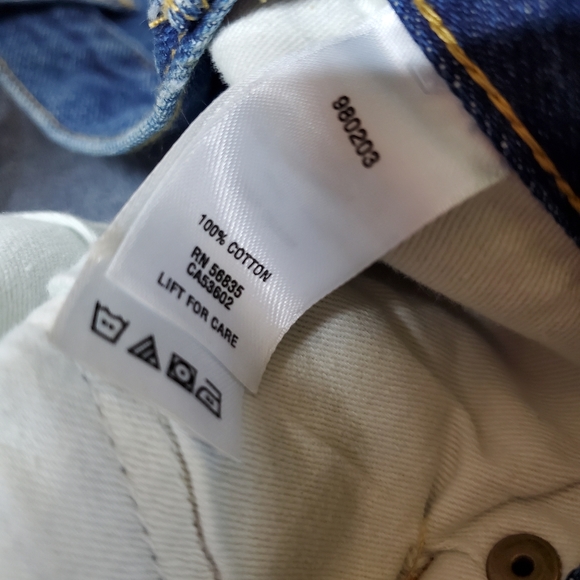 980203
100% COTTON
RN 56835
CA53602
LIFT FOR CARE